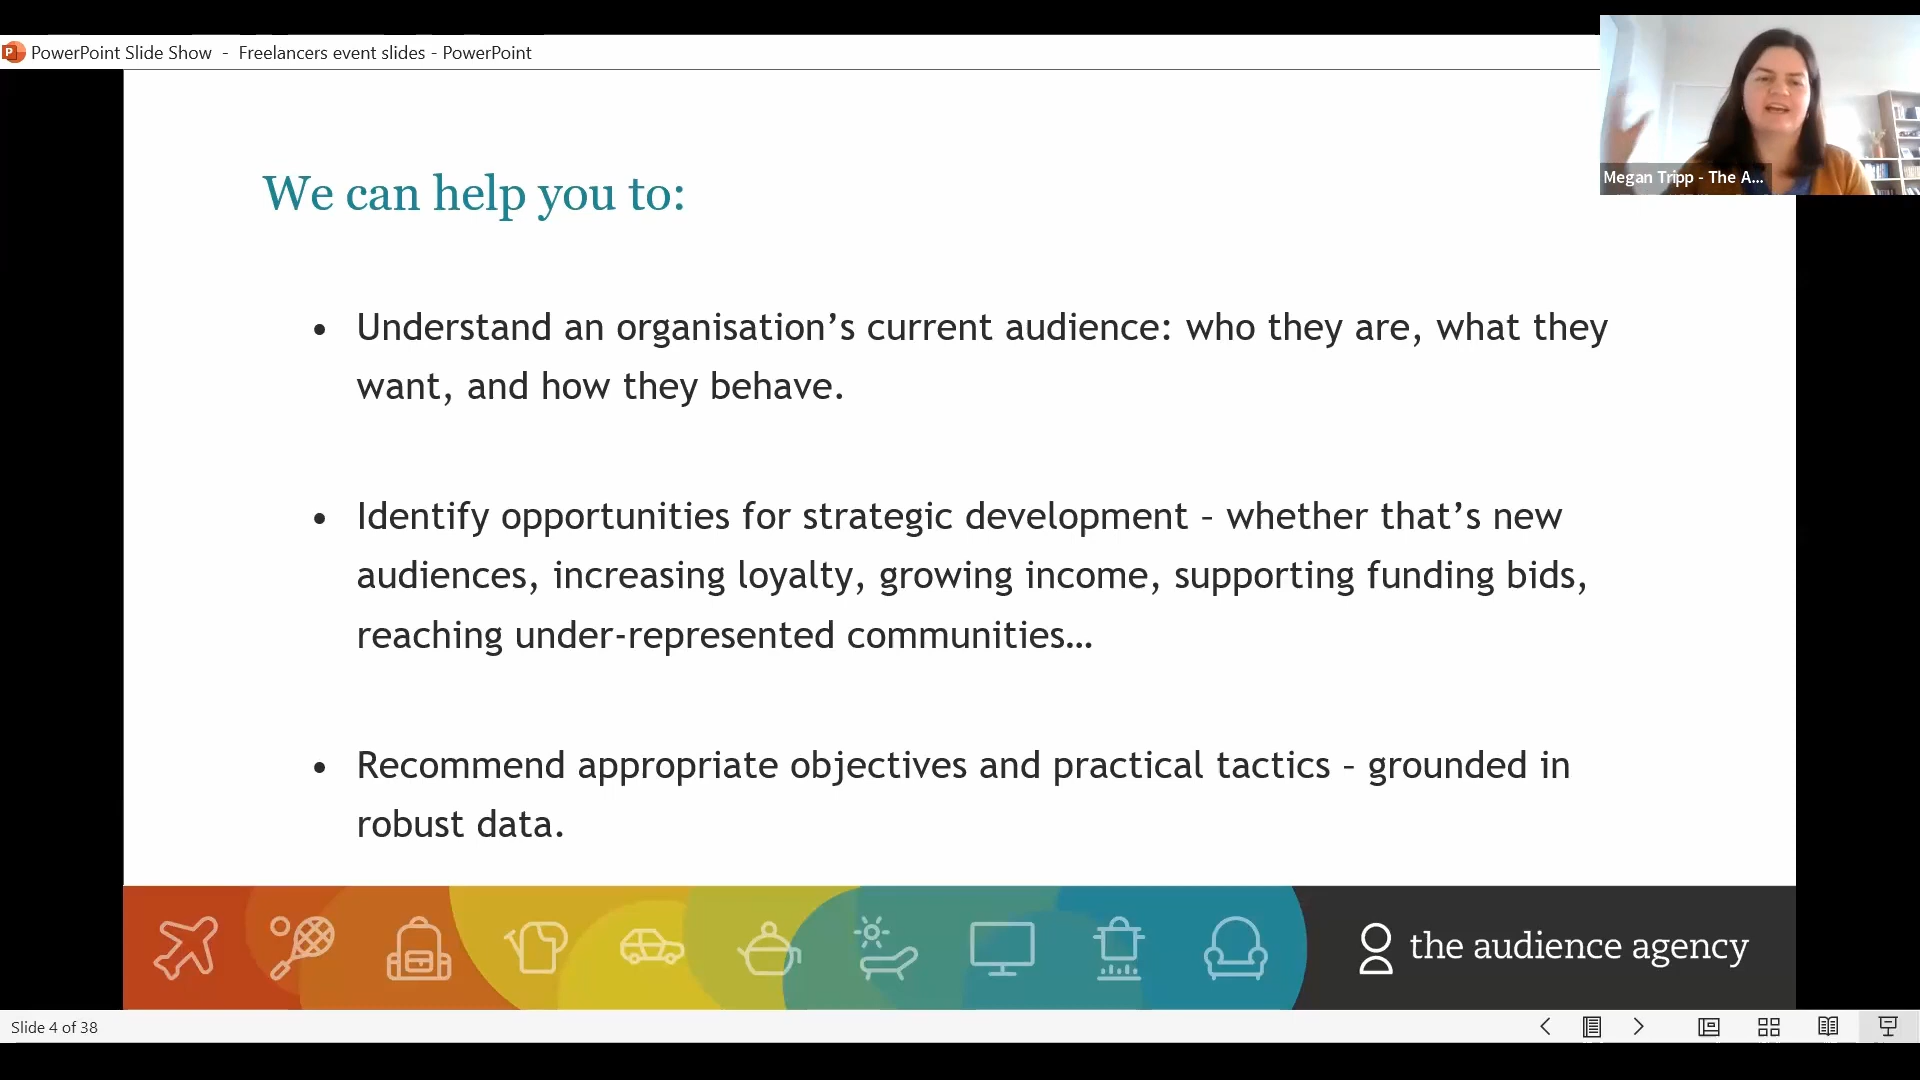 PowerPoint Slide Show - Freelancers event slides - PowerPoint
Megan Tripp - The A...
We can help you to:
• Understand an organisation’s current audience: who they are, what they
want, and how they behave.
• Identify opportunities for strategic development – whether that’s new
audiences, increasing loyalty, growing income, supporting funding bids,
reaching under-represented communities…
• Recommend appropriate objectives and practical tactics – grounded in
robust data.
the audience agency
Slide 4 of 38